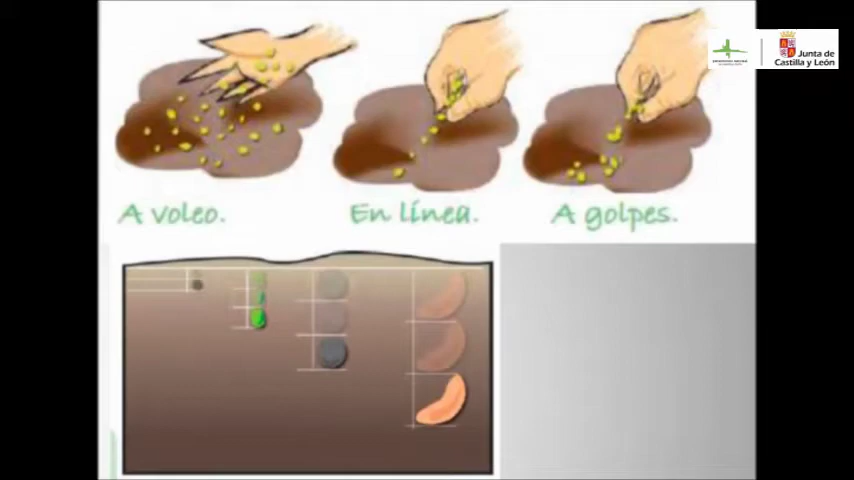 A voleo.
En línea.
A golpes.
Junta de
Castilla y León